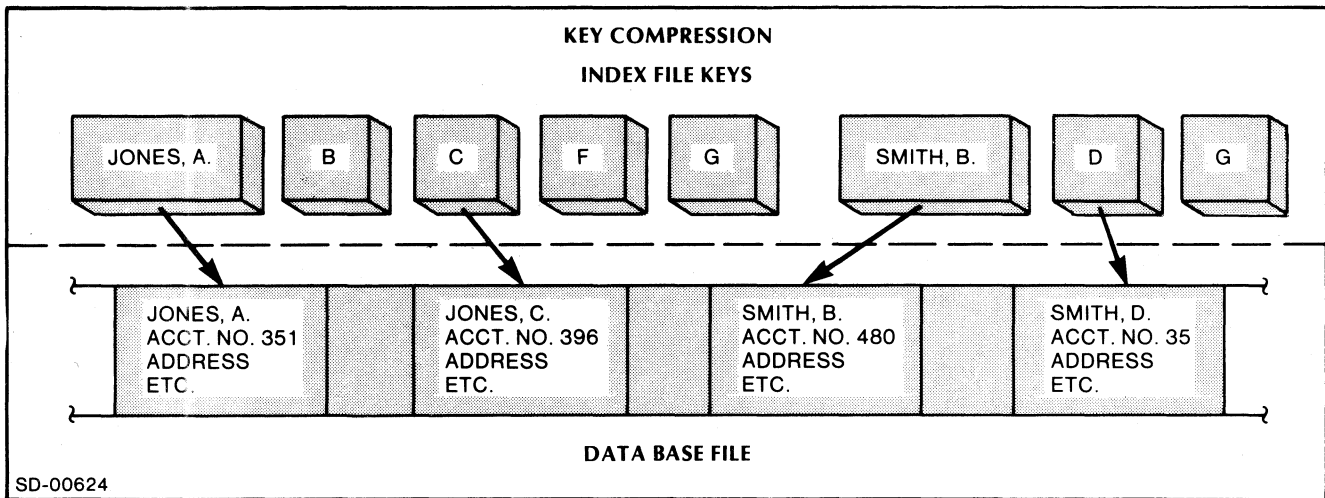 KEY COMPRESSION
INDEX FILE KEYS
JONES, A.
B
C
F
G
SMITH, B.
D
G
JONES, A.
ACCT. NO. 351
ADDRESS
ETC.
JONES, C.
ACCT. NO. 396
ADDRESS
ETC.
SMITH, B.
ACCT. NO. 480
ADDRESS
ETC.
SMITH, D.
ACCT. NO. 35
ADDRESS
ETC.
DATA BASE FILE
SD-00624